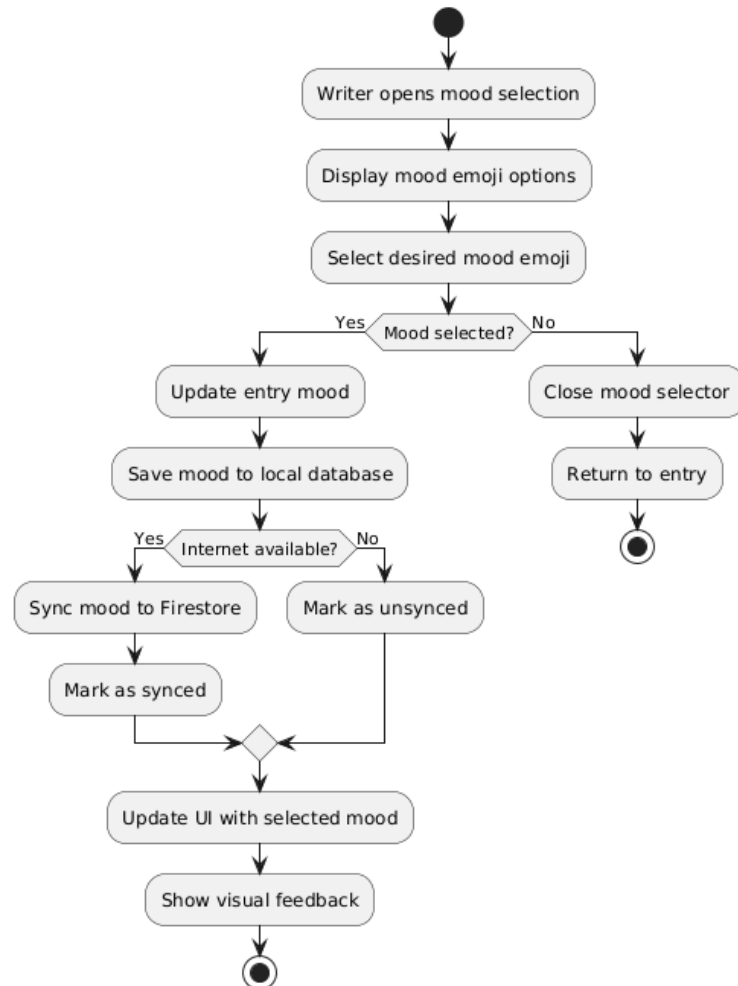 Writer opens mood selection
Display mood emoji options
Select desired mood emoji
Yes
Mood selected?
No
Update entry mood
Close mood selector
Save mood to local database
Return to entry
Yes
Internet available?
No
Sync mood to Firestore
Mark as unsynced
Mark as synced
Update UI with selected mood
Show visual feedback